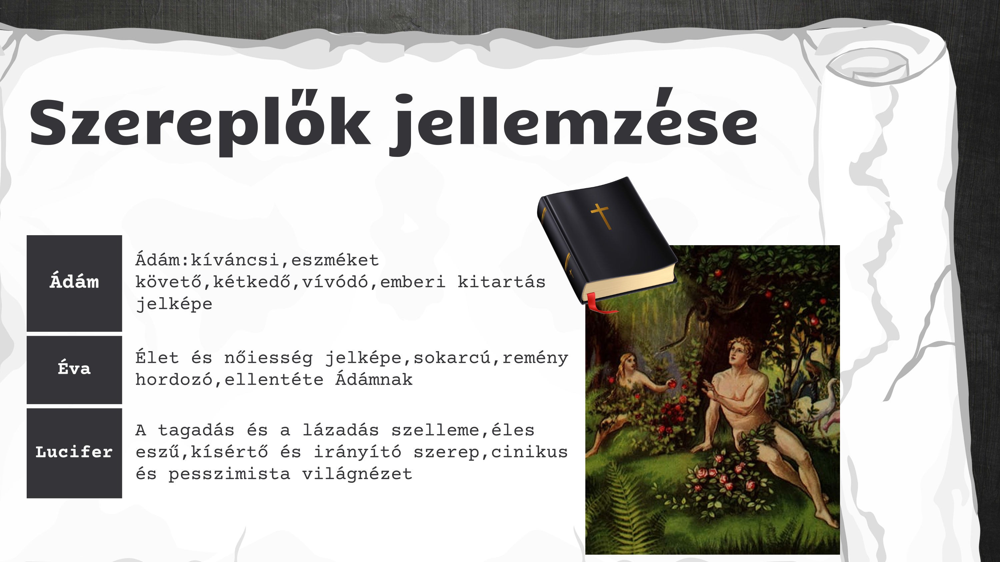 Szereplők jellemzése
Ádám
Ádám:kíváncsi,eszméket
követő,kétkedő,vívódó,emberi kitartás
jelképe
Éva
Élet és nőiesség jelképe,sokarcú,remény
hordozó,ellentéte Ádámnak
Lucifer
A tagadás és a lázadás szelleme,éles
eszű,kísértő és irányító szerep,cinikus
és pesszimista világnézet